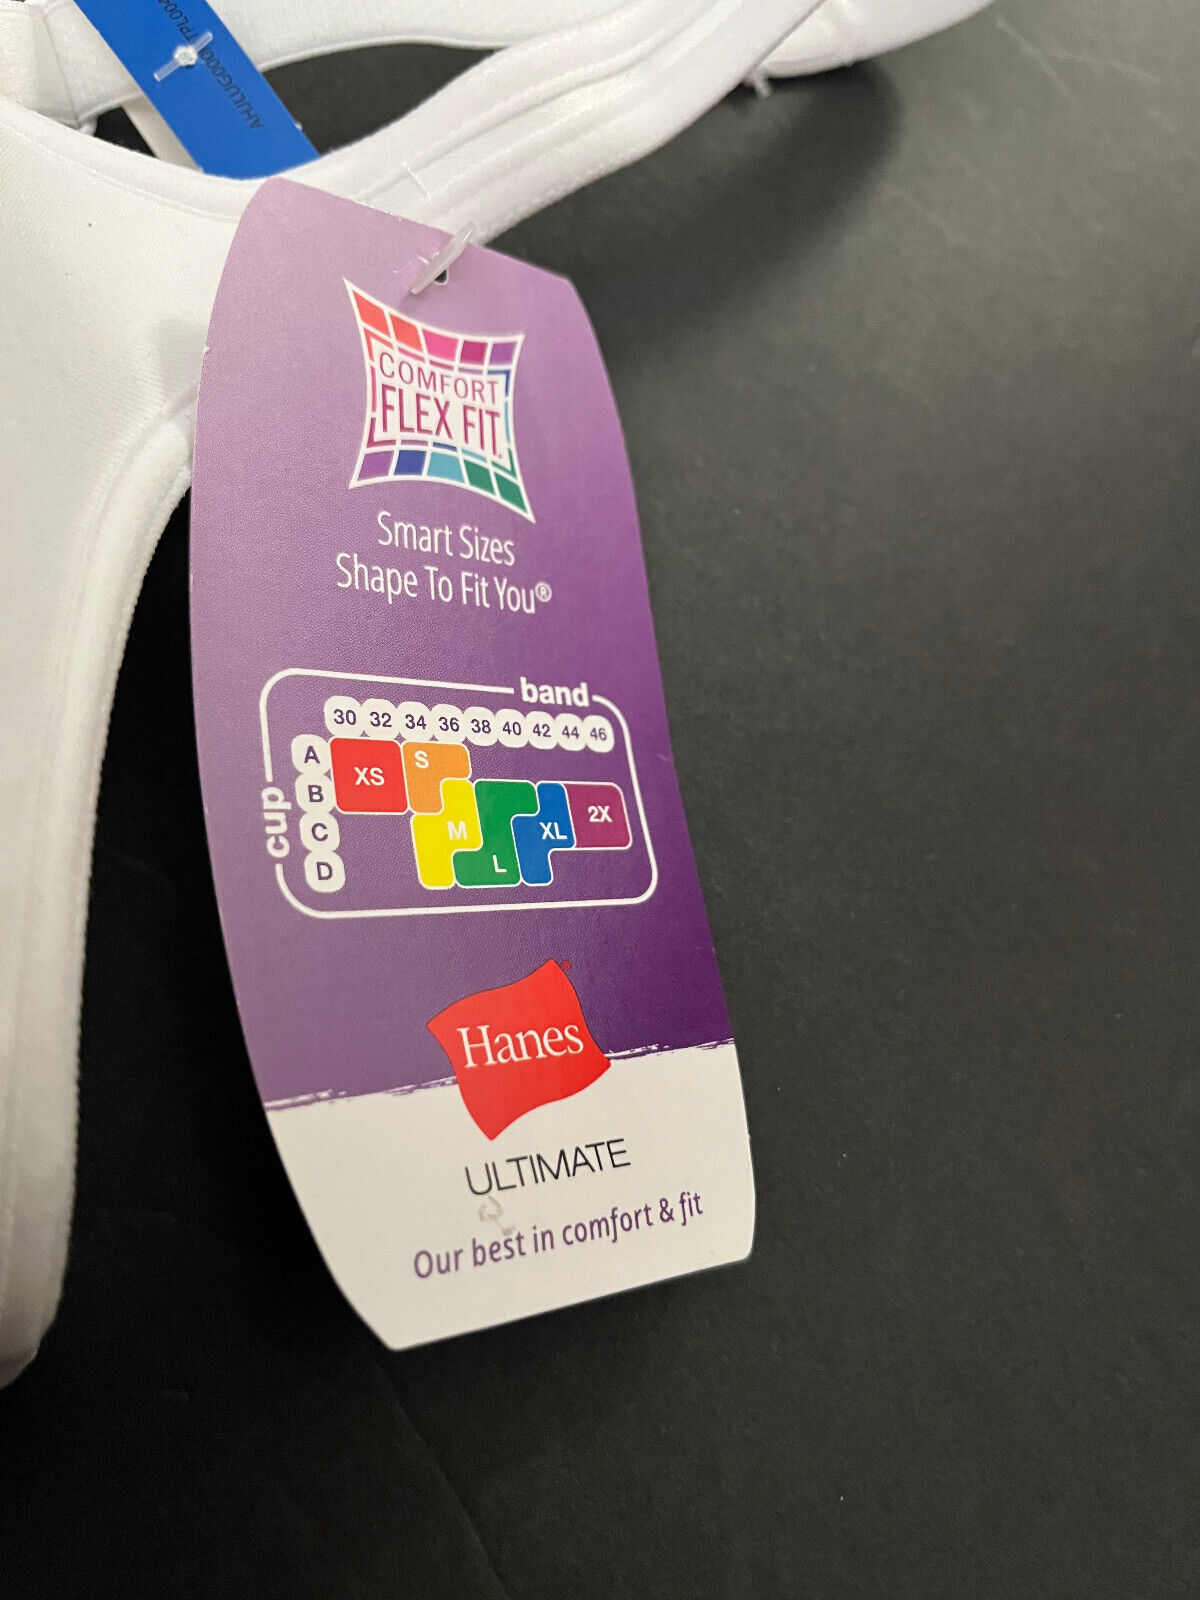 COMFORT
FLEX FIT®
Smart Sizes
Shape To Fit You®
band
30 32 34 36 38 40 42 44 46
cup
A
B
C
D
XS
S
M
L
XL
2X
Hanes
ULTIMATE
Our best in comfort & fit